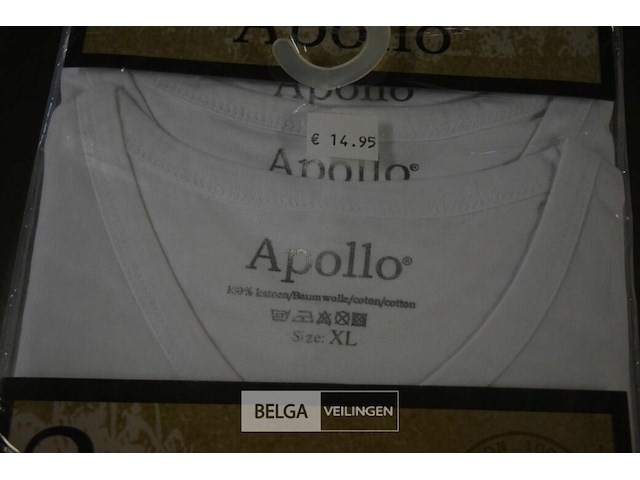 Apollo
Apollo
€ 14.95
Apollo®
Apollo®
100% katoen/Baumwolle/coton/cotton
Size: XL
BELGA VEILINGEN